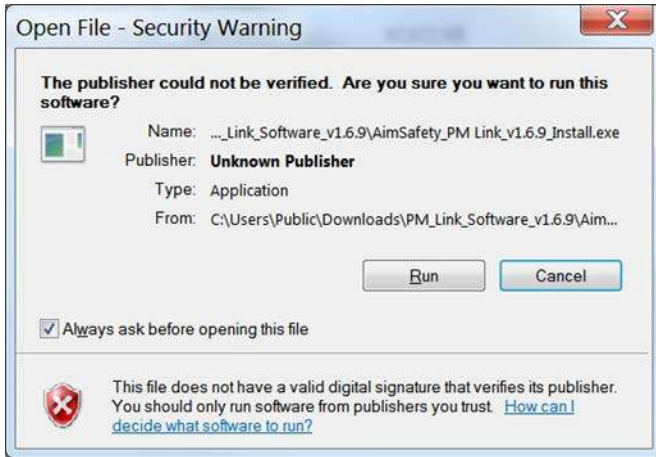 Open File - Security Warning
The publisher could not be verified.  Are you sure you want to run this
software?
Name: ..._Link_Software_v1.6.9\AimSafety_PM Link_v1.6.9_Install.exe
Publisher: Unknown Publisher
Type: Application
From: C:\Users\Public\Downloads\PM_Link_Software_v1.6.9\Aim...
Run Cancel
Always ask before opening this file
This file does not have a valid digital signature that verifies its publisher.
You should only run software from publishers you trust. How can I
decide what software to run?